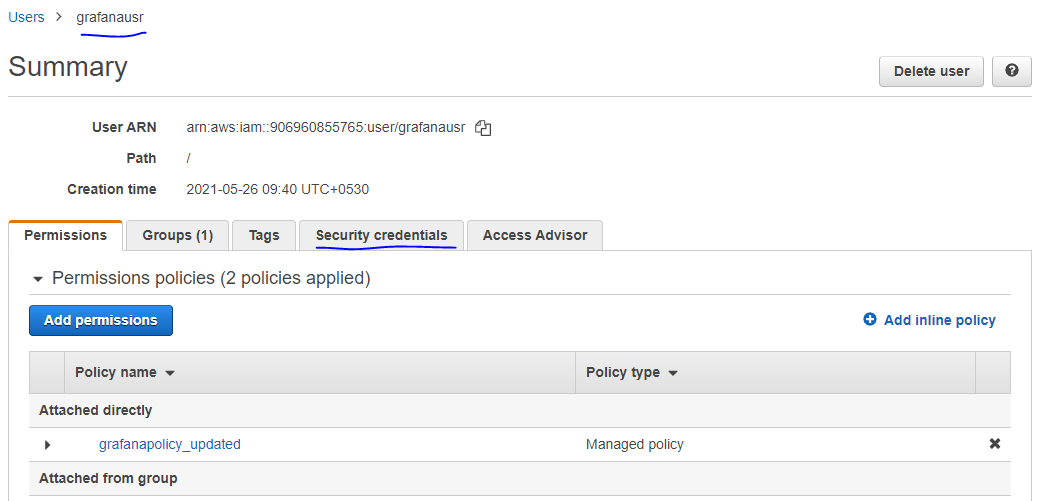 Users > grafanausr
Summary
Delete user
?
User ARN arn:aws:iam::906960855765:user/grafanausr
Path /
Creation time 2021-05-26 09:40 UTC+0530
Permissions Groups (1) Tags Security credentials Access Advisor
Permissions policies (2 policies applied)
Add permissions Add inline policy
Policy name Policy type
Attached directly
grafanapolicy_updated Managed policy
Attached from group